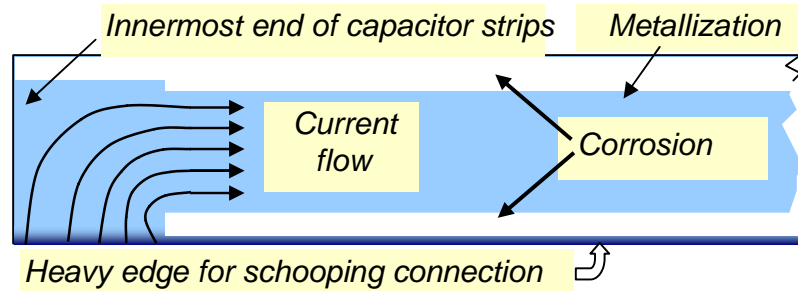 Innermost end of capacitor strips
Metallization
Current
flow
Corrosion
Heavy edge for schooping connection